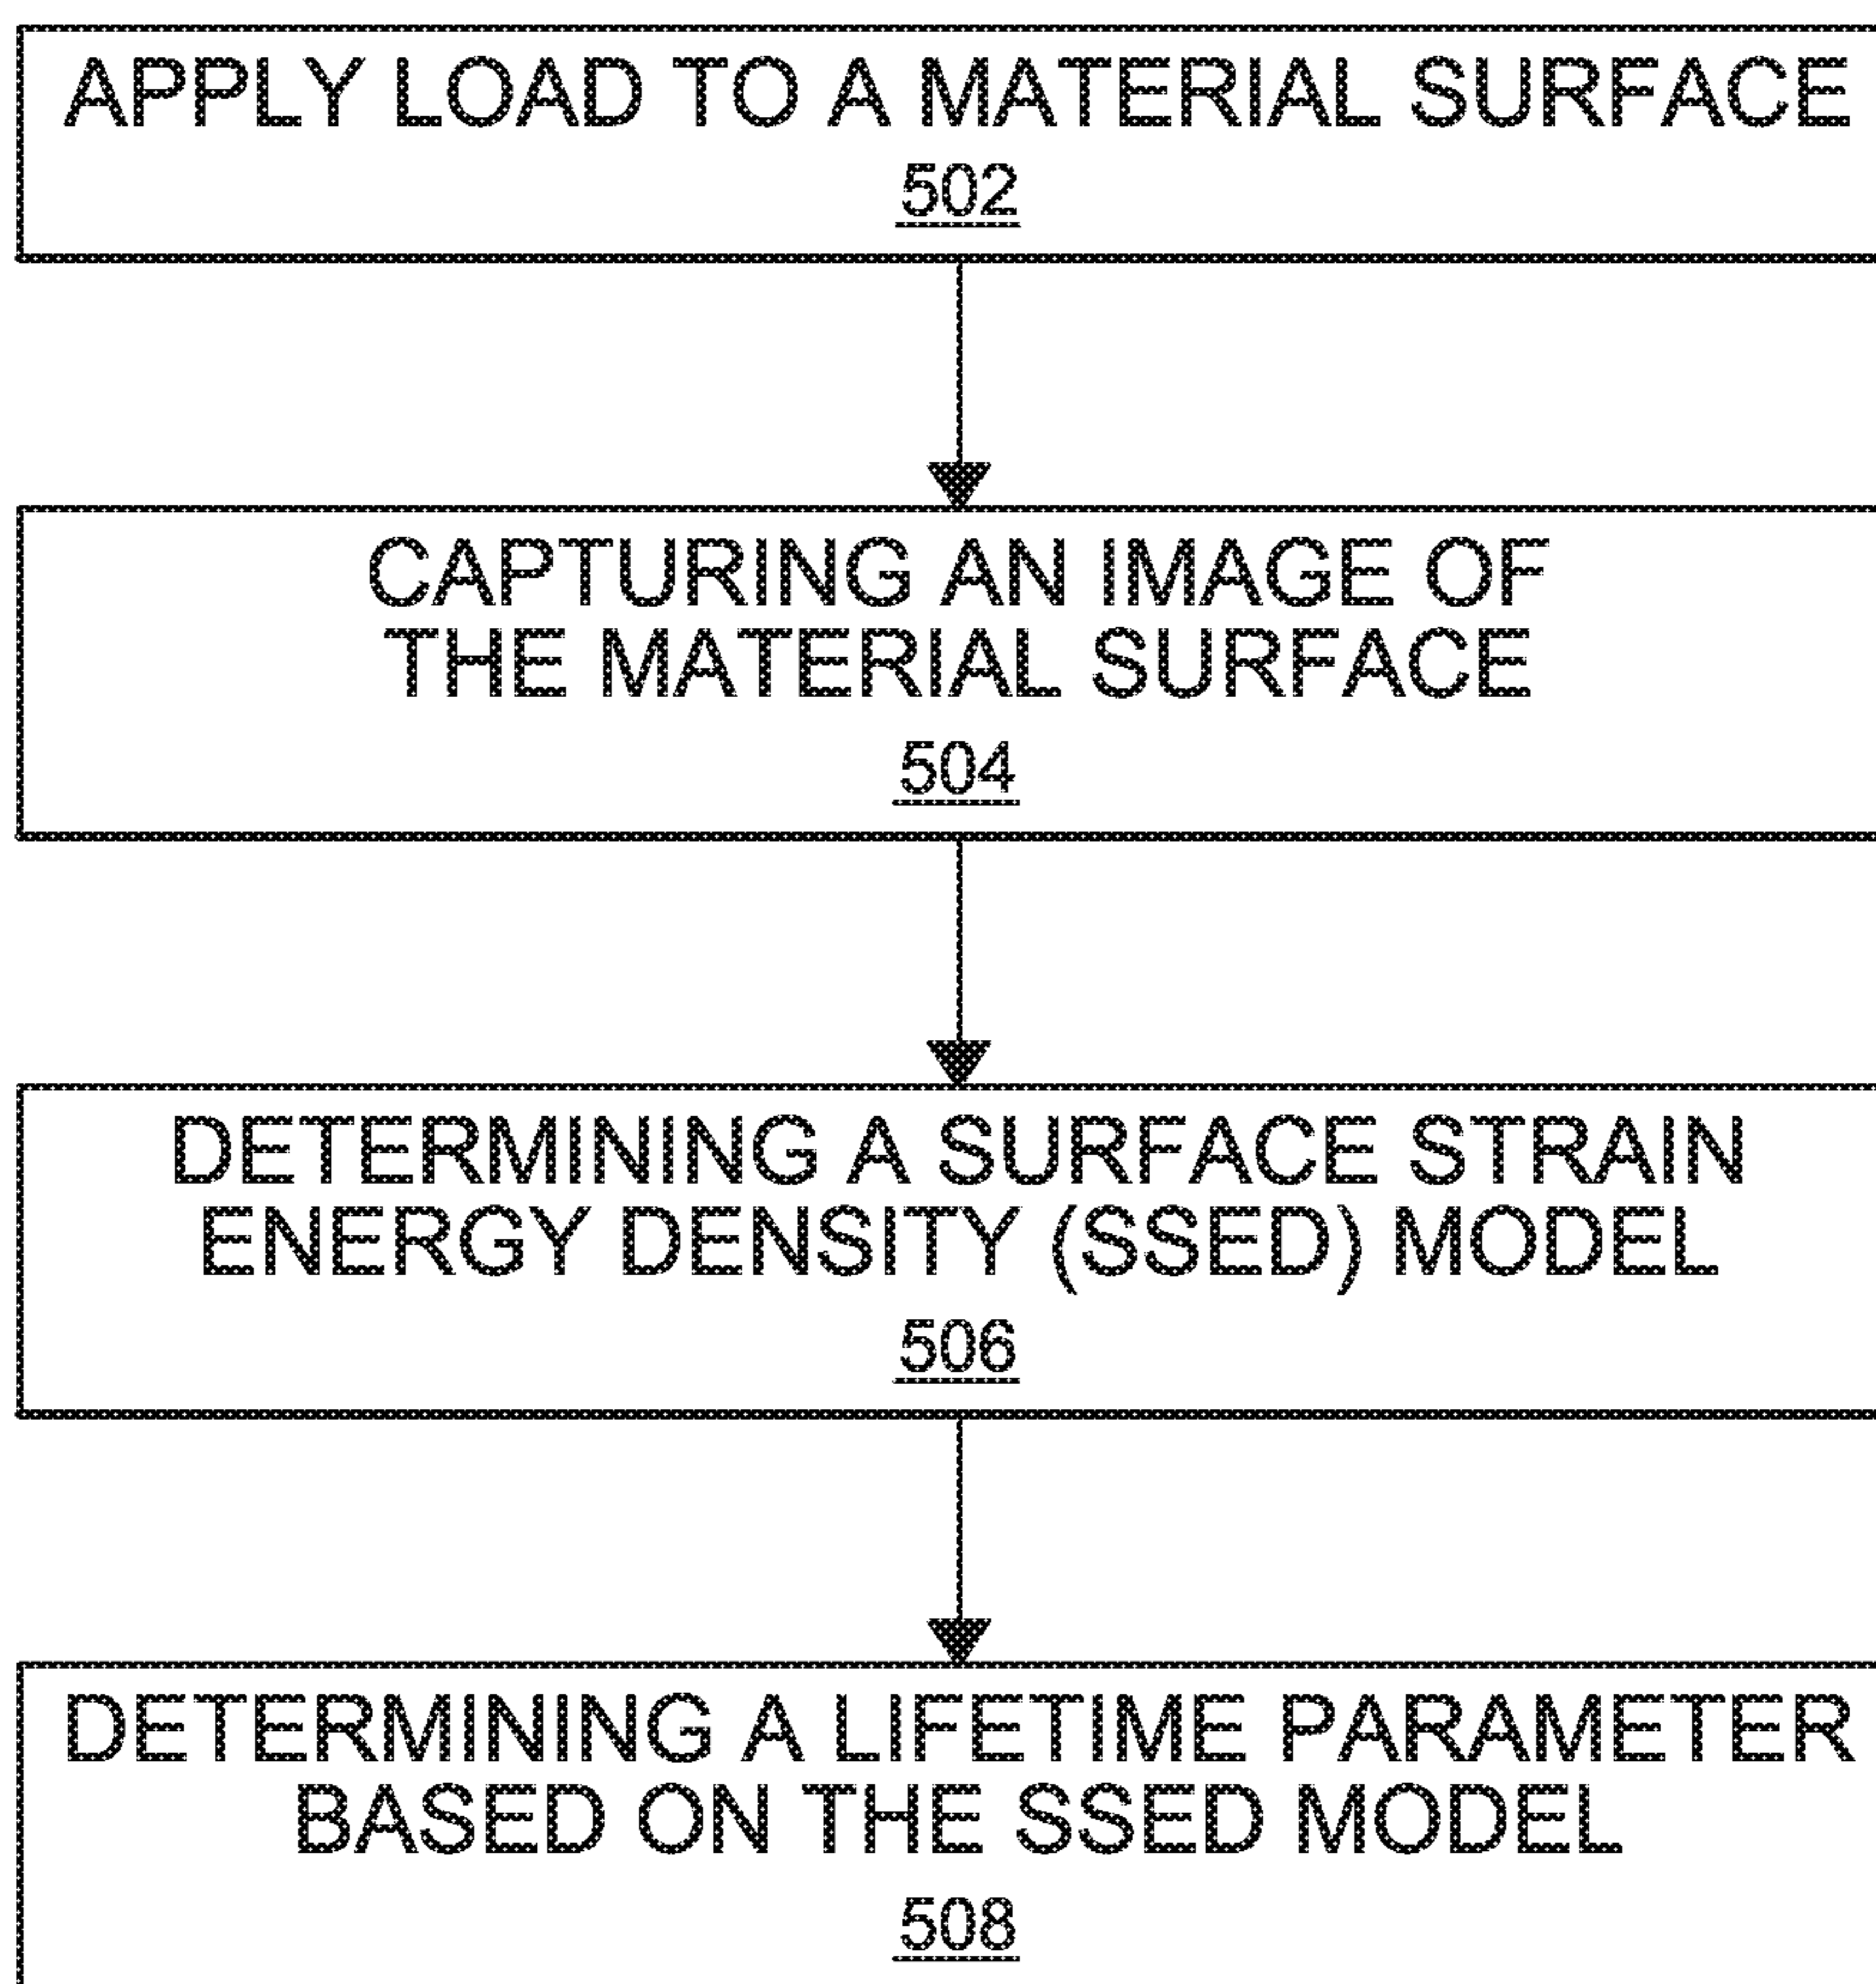 APPLY LOAD TO A MATERIAL SURFACE
502
CAPTURING AN IMAGE OF
THE MATERIAL SURFACE
504
DETERMINING A SURFACE STRAIN
ENERGY DENSITY (SSED) MODEL
506
DETERMINING A LIFETIME PARAMETER
BASED ON THE SSED MODEL
508